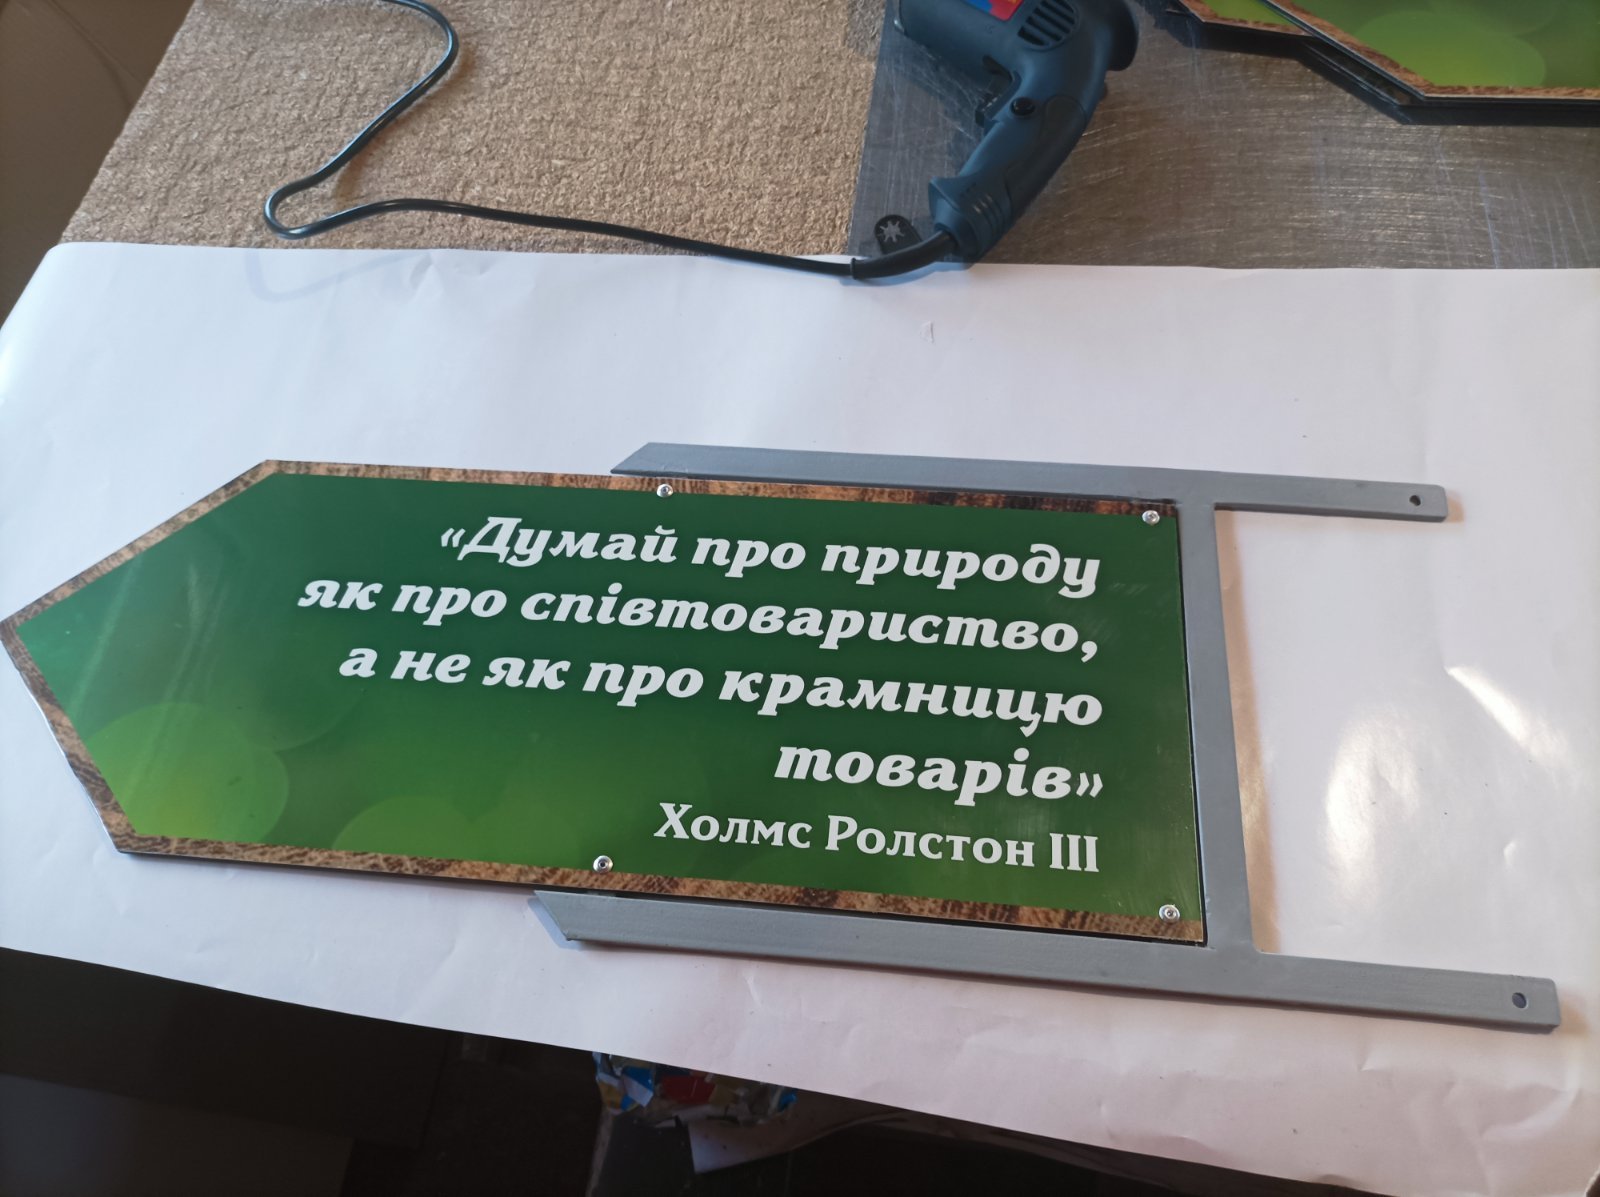 «Думай про природу
як про співтовариство,
а не як про крамницю
товарів»
Холмс Ролстон III